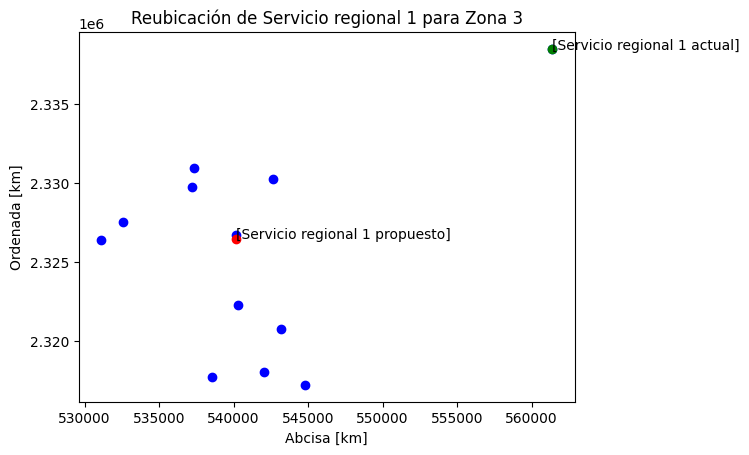 Reubicación de Servicio regional 1 para Zona 3
1e6
[Servicio regional 1 actual]
2.335
2.330
[Servicio regional 1 propuesto]
2.325
2.320
Ordenada [km]
530000 535000 540000 545000 550000 555000 560000
Abcisa [km]